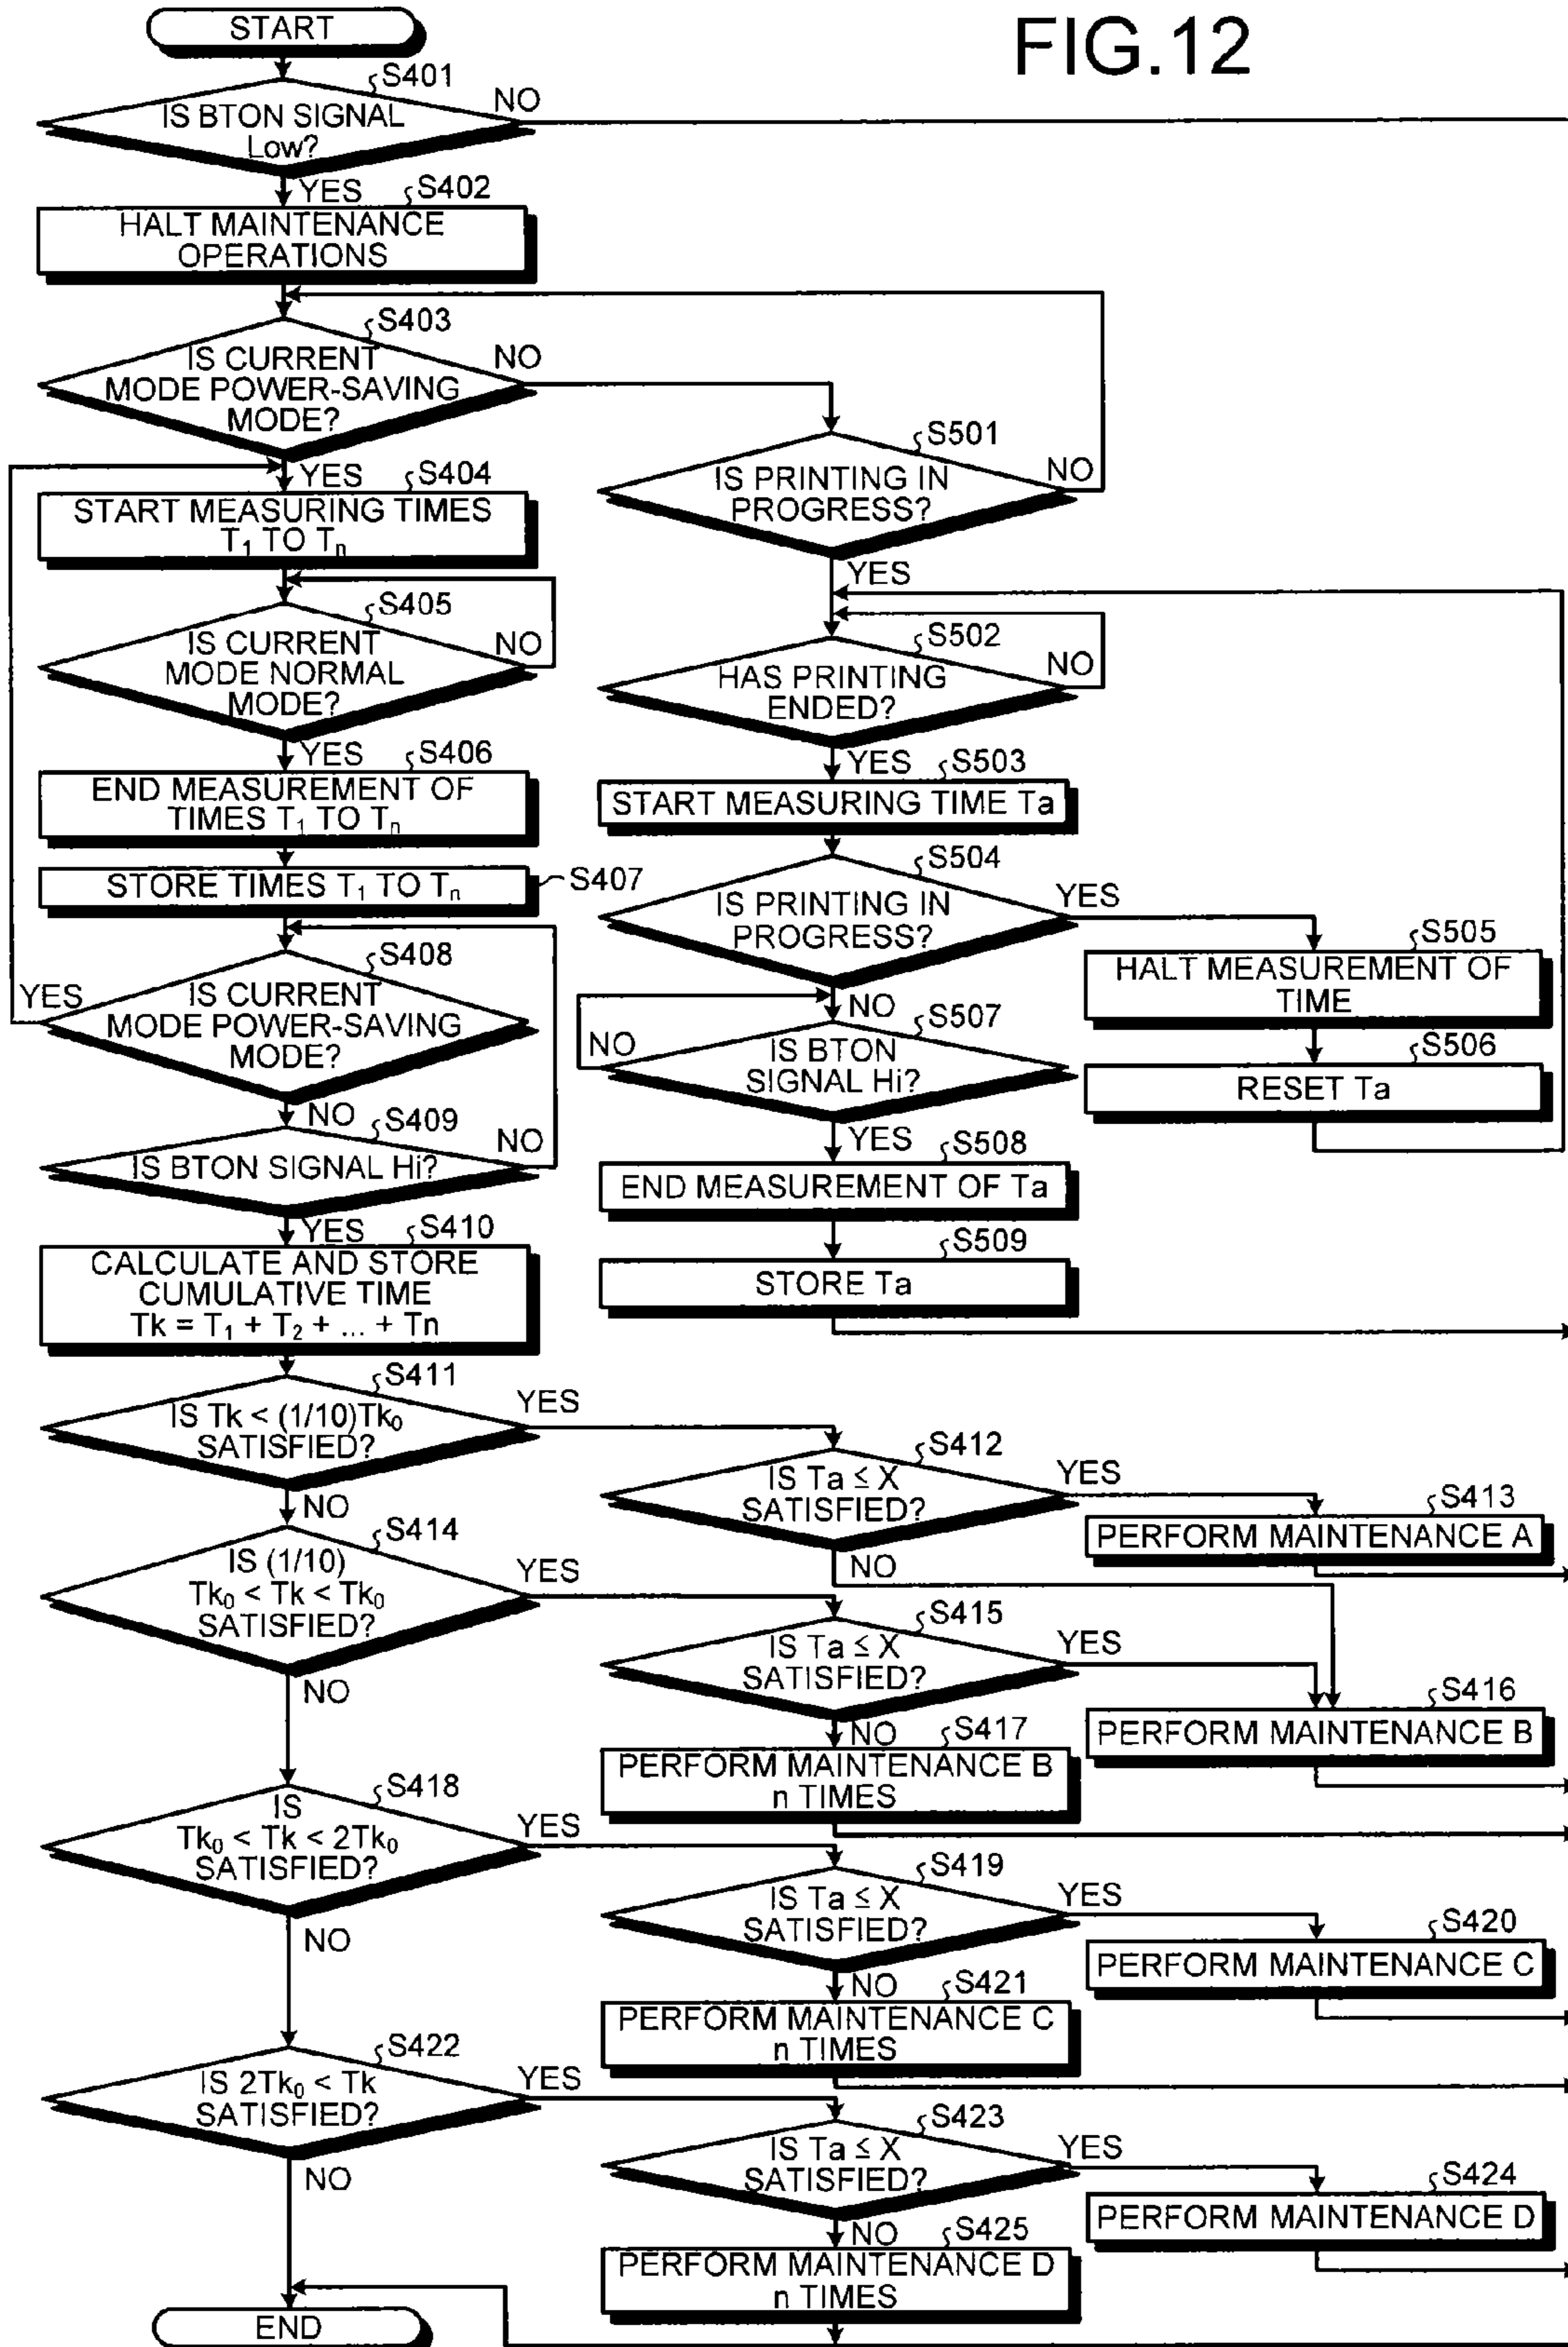 FIG.12
START
S401
IS BTON SIGNAL
Low?
NO
YES
S402
HALT MAINTENANCE
OPERATIONS
S403
IS CURRENT
MODE POWER-SAVING
MODE?
NO
YES
S404
START MEASURING TIMES
T₁ TO Tₙ
S405
IS CURRENT
MODE NORMAL
MODE?
NO
YES
S406
END MEASUREMENT OF
TIMES T₁ TO Tₙ
STORE TIMES T₁ TO Tₙ
S407
S408
IS CURRENT
MODE POWER-SAVING
MODE?
YES
NO
S409
IS BTON SIGNAL Hi?
NO
YES
S410
CALCULATE AND STORE
CUMULATIVE TIME
Tk = T₁ + T₂ + ... + Tn
S501
IS PRINTING IN
PROGRESS?
NO
YES
S502
HAS PRINTING
ENDED?
NO
YES
S503
START MEASURING TIME Ta
S504
IS PRINTING IN
PROGRESS?
YES
NO
S505
HALT MEASUREMENT OF
TIME
S506
RESET Ta
S507
IS BTON
SIGNAL Hi?
NO
YES
S508
END MEASUREMENT OF Ta
S509
STORE Ta
S411
IS Tk < (1/10)Tk₀
SATISFIED?
YES
NO
S412
IS Ta ≤ X
SATISFIED?
YES
NO
S413
PERFORM MAINTENANCE A
S414
IS (1/10)
Tk₀ < Tk < Tk₀
SATISFIED?
YES
NO
S415
IS Ta ≤ X
SATISFIED?
YES
NO
S416
PERFORM MAINTENANCE B
S417
PERFORM MAINTENANCE B
n TIMES
S418
IS
Tk₀ < Tk < 2Tk₀
SATISFIED?
YES
NO
S419
IS Ta ≤ X
SATISFIED?
YES
NO
S420
PERFORM MAINTENANCE C
S421
PERFORM MAINTENANCE C
n TIMES
S422
IS 2Tk₀ < Tk
SATISFIED?
YES
NO
S423
IS Ta ≤ X
SATISFIED?
YES
NO
S424
PERFORM MAINTENANCE D
S425
PERFORM MAINTENANCE D
n TIMES
END